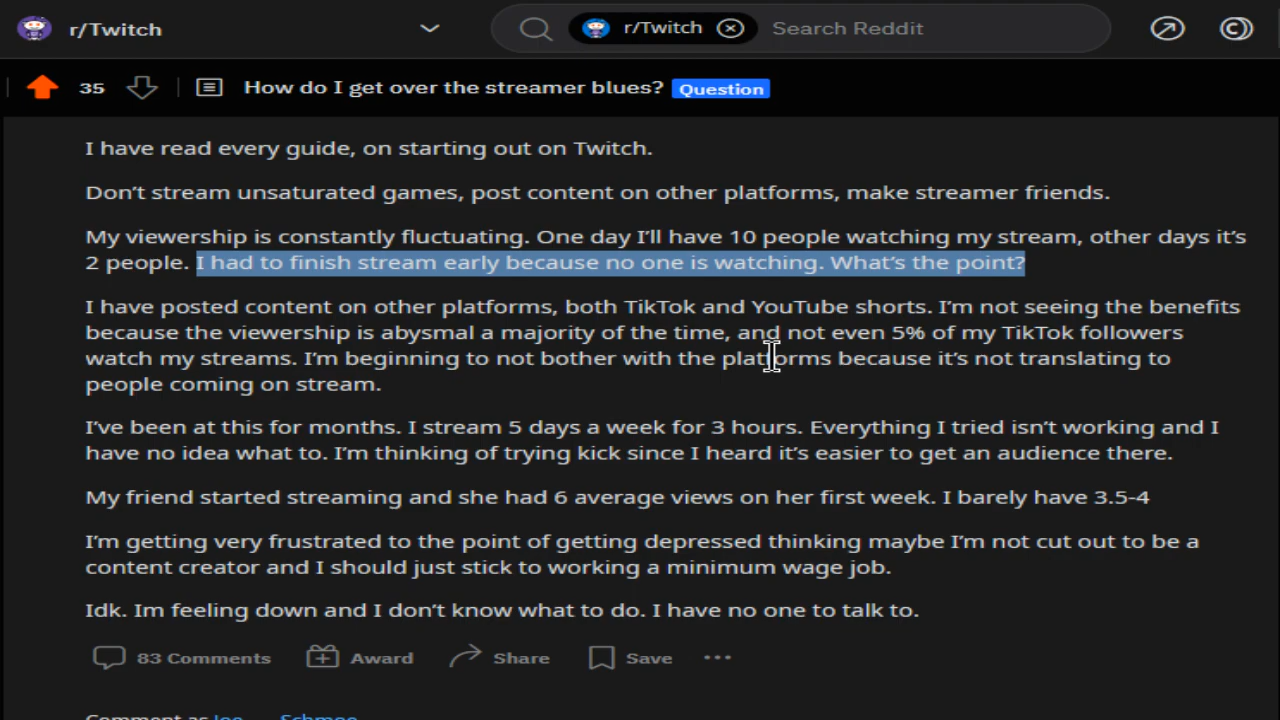 r/Twitch
r/Twitch Search Reddit
35 How do I get over the streamer blues? Question
I have read every guide, on starting out on Twitch.
Don’t stream unsaturated games, post content on other platforms, make streamer friends.
My viewership is constantly fluctuating. One day I’ll have 10 people watching my stream, other days it’s
2 people. I had to finish stream early because no one is watching. What’s the point?
I have posted content on other platforms, both TikTok and YouTube shorts. I’m not seeing the benefits
because the viewership is abysmal a majority of the time, and not even 5% of my TikTok followers
watch my streams. I’m beginning to not bother with the platforms because it’s not translating to
people coming on stream.
I’ve been at this for months. I stream 5 days a week for 3 hours. Everything I tried isn’t working and I
have no idea what to. I’m thinking of trying kick since I heard it’s easier to get an audience there.
My friend started streaming and she had 6 average views on her first week. I barely have 3.5-4
I’m getting very frustrated to the point of getting depressed thinking maybe I’m not cut out to be a
content creator and I should just stick to working a minimum wage job.
Idk. Im feeling down and I don’t know what to do. I have no one to talk to.
83 Comments Award Share Save
Comment as Joe Schmoe